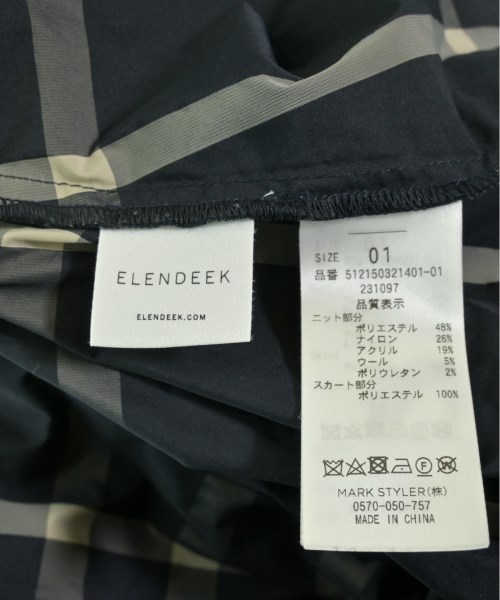 ELENDEEK
ELENDEEK.COM
SIZE 01
品番 512150321401-01
231097
品質表示
ニット部分
ポリエステル 48%
ナイロン 26%
アクリル 19%
ウール 5%
ポリウレタン 2%
スカート部分
ポリエステル 100%
MARK STYLER(株)
0570-050-757
MADE IN CHINA